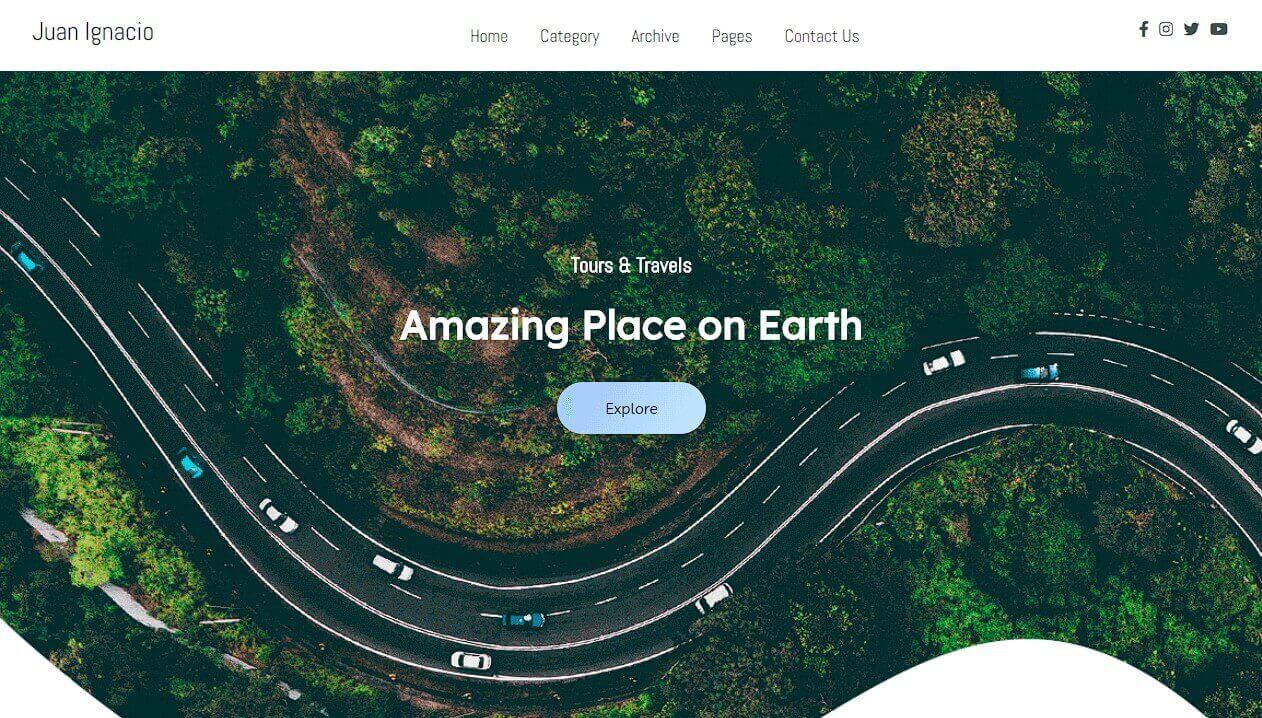 Juan Ignacio
Home Category Archive Pages Contact Us
Tours & Travels
Amazing Place on Earth
Explore